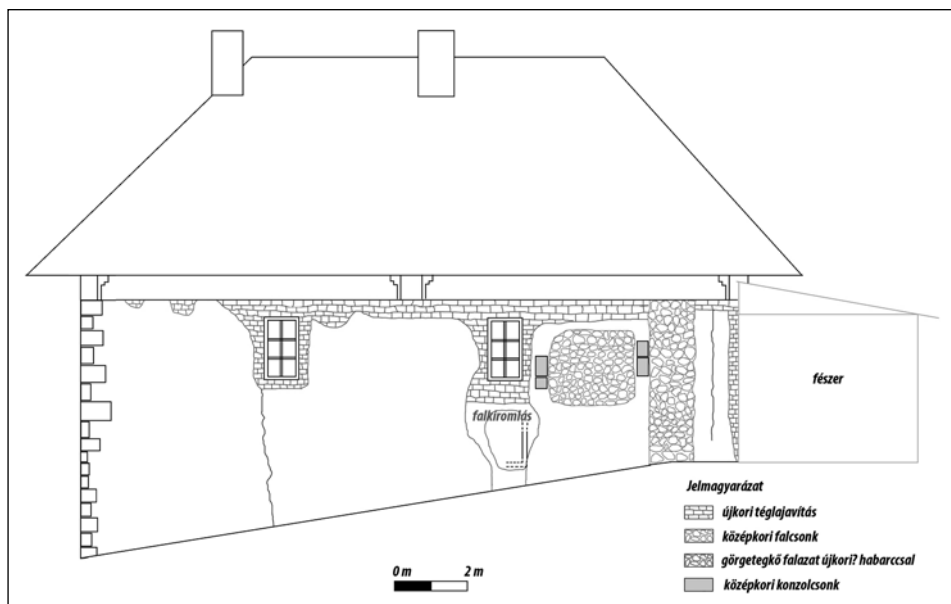 fészer
falkiromlás
Jelmagyarázat
újkori téglajavítás
középkori falcsonk
görgetegkő falazat újkori? habarccsal
középkori konzolcsonk
0 m 2 m